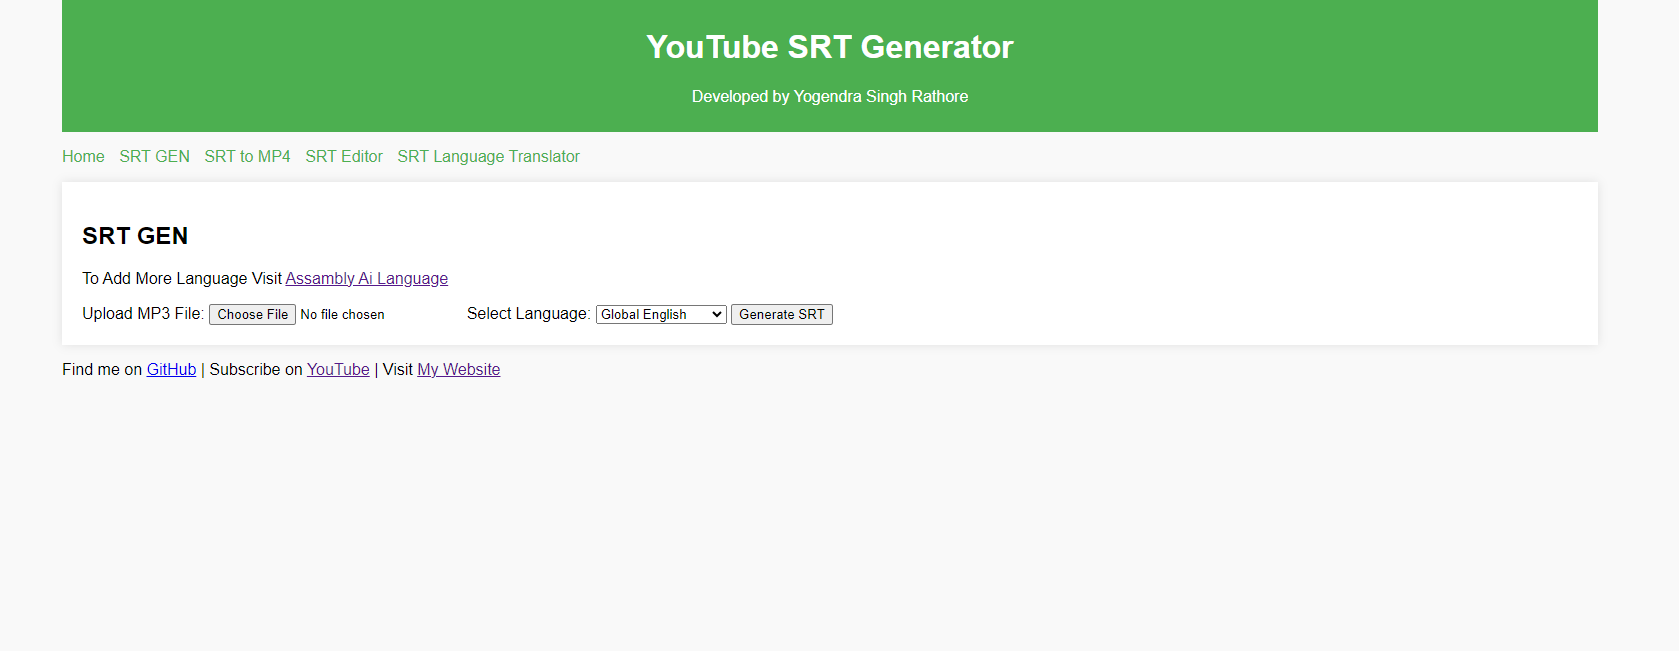 YouTube SRT Generator
Developed by Yogendra Singh Rathore
Home SRT GEN SRT to MP4 SRT Editor SRT Language Translator
SRT GEN
To Add More Language Visit Assambly Ai Language
Upload MP3 File: Choose File No file chosen Select Language: Global English Generate SRT
Find me on GitHub | Subscribe on YouTube | Visit My Website